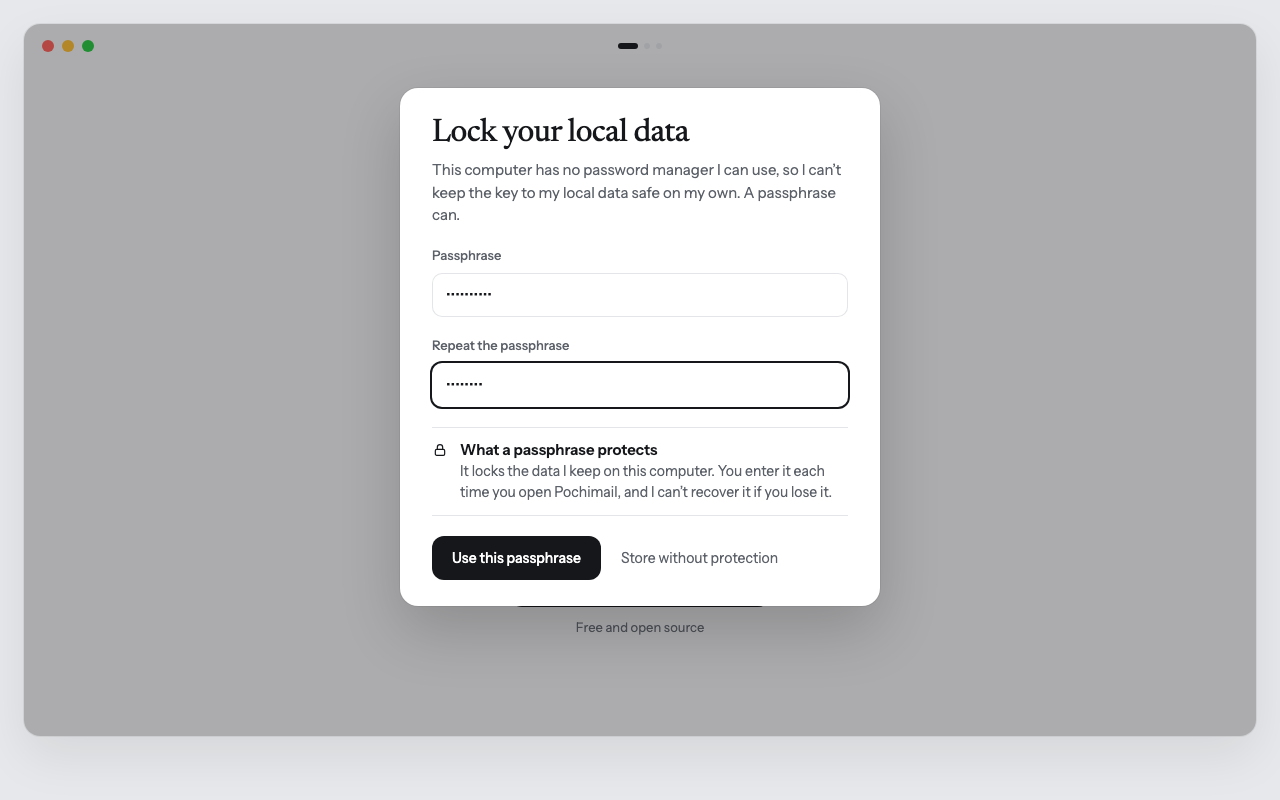 Lock your local data
This computer has no password manager I can use, so I can’t
keep the key to my local data safe on my own. A passphrase
can.
Passphrase
••••••••••
Repeat the passphrase
••••••••
What a passphrase protects
It locks the data I keep on this computer. You enter it each
time you open Pochimail, and I can’t recover it if you lose it.
Use this passphrase
Store without protection
Free and open source